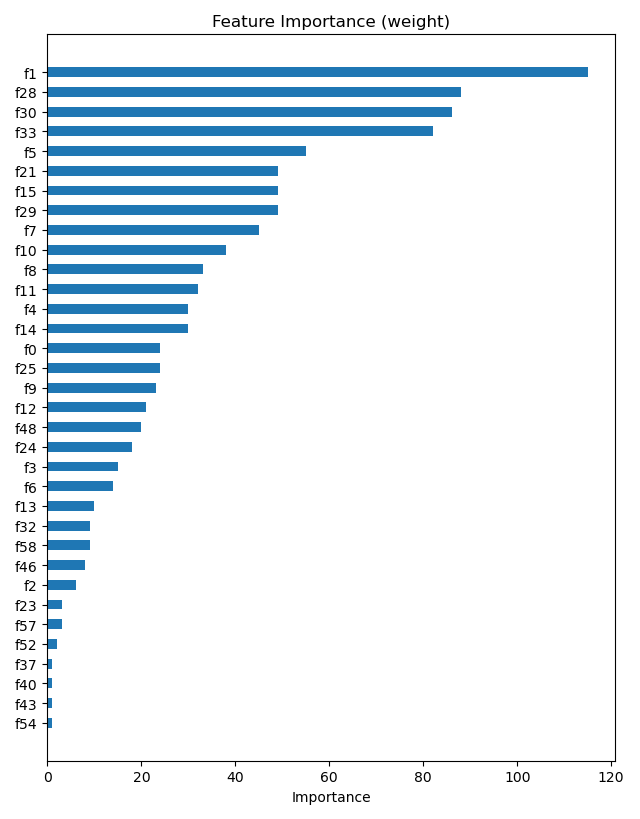 Feature Importance (weight)
f1
f28
f30
f33
f5
f21
f15
f29
f7
f10
f8
f11
f4
f14
f0
f25
f9
f12
f48
f24
f3
f6
f13
f32
f58
f46
f2
f23
f57
f52
f37
f40
f43
f54
0 20 40 60 80 100 120
Importance